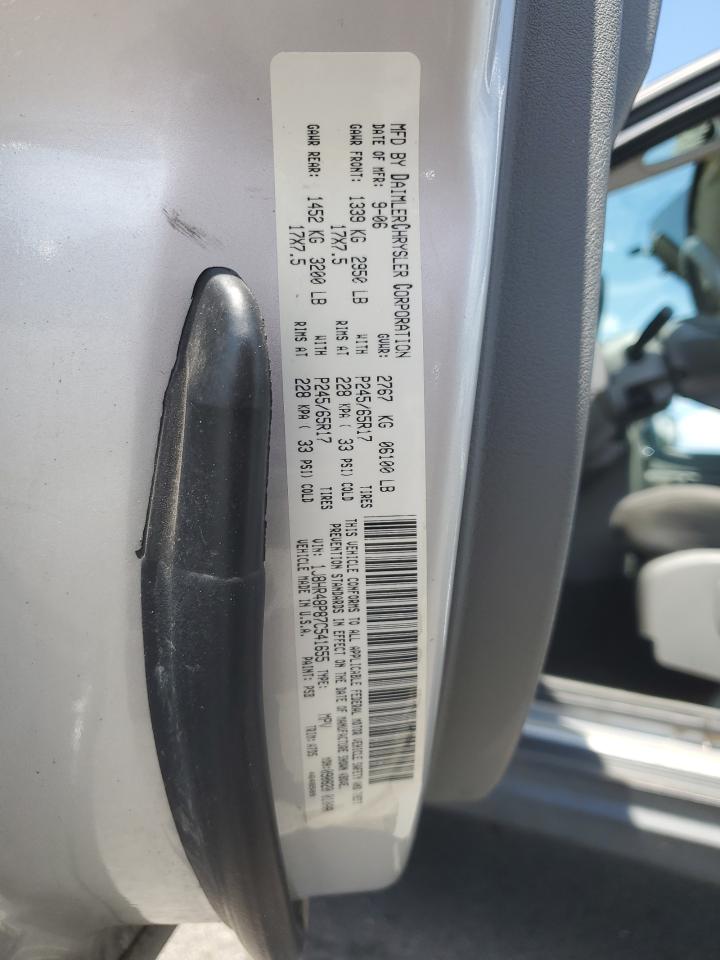 MFD BY DAIMLERCHRYSLER CORPORATION
DATE OF MFR: 9-06 GVWR: 2767 KG 06100 LB
GAWR FRONT: 1339 KG 2950 LB WITH P245/65R17 TIRES
17X7.5 RIMS AT 228 KPA ( 33 PSI) COLD
GAWR REAR: 1452 KG 3200 LB WITH P245/65R17 TIRES
17X7.5 RIMS AT 228 KPA ( 33 PSI) COLD
THIS VEHICLE CONFORMS TO ALL APPLICABLE FEDERAL MOTOR VEHICLE SAFETY AND THEFT
PREVENTION STANDARDS IN EFFECT ON THE DATE OF MANUFACTURE SHOWN ABOVE.
VIN: 1J8HR48P87C541655 TYPE: MPV
VEHICLE MADE IN U.S.A. PAINT: PSB TRIM: